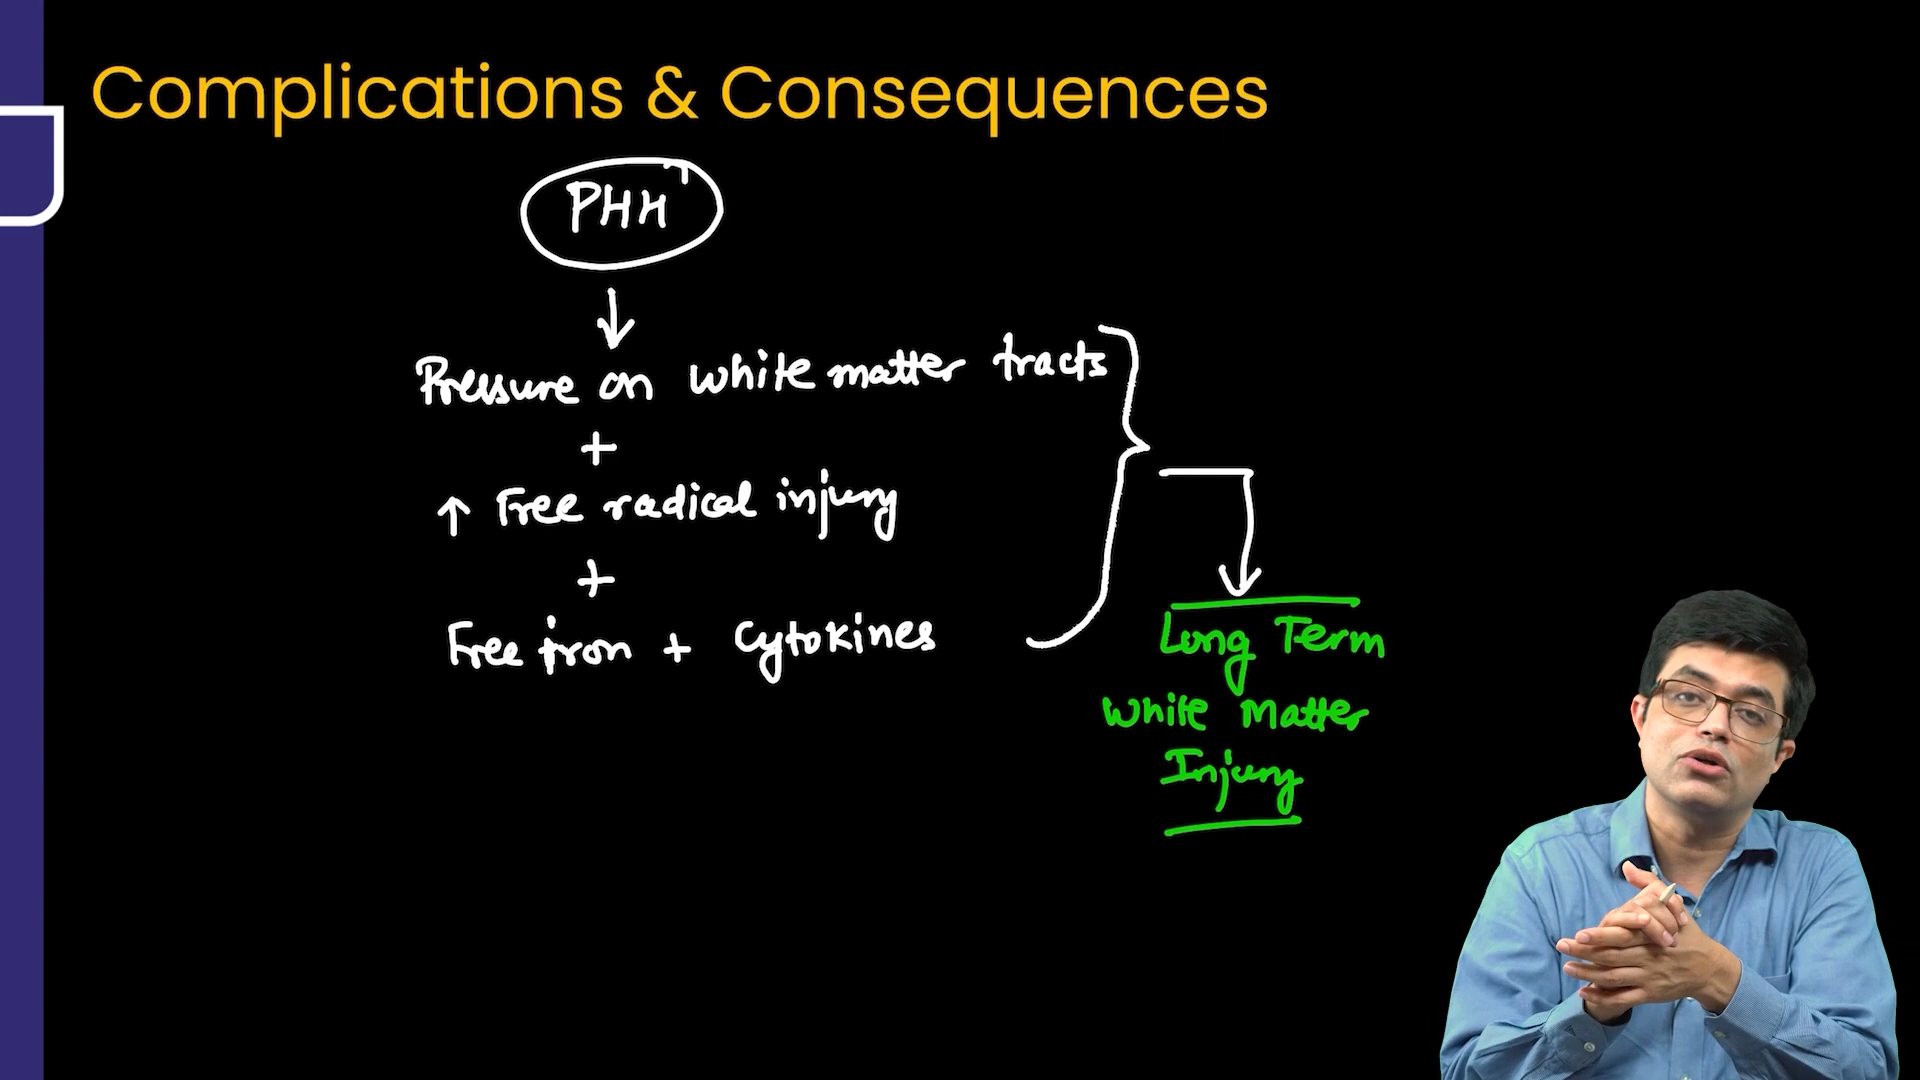 Complications & Consequences
PHH
↓
Pressure on white matter tracts
+
↑ Free radical injury
+
Free iron + Cytokines
Long Term
White Matter
Injury